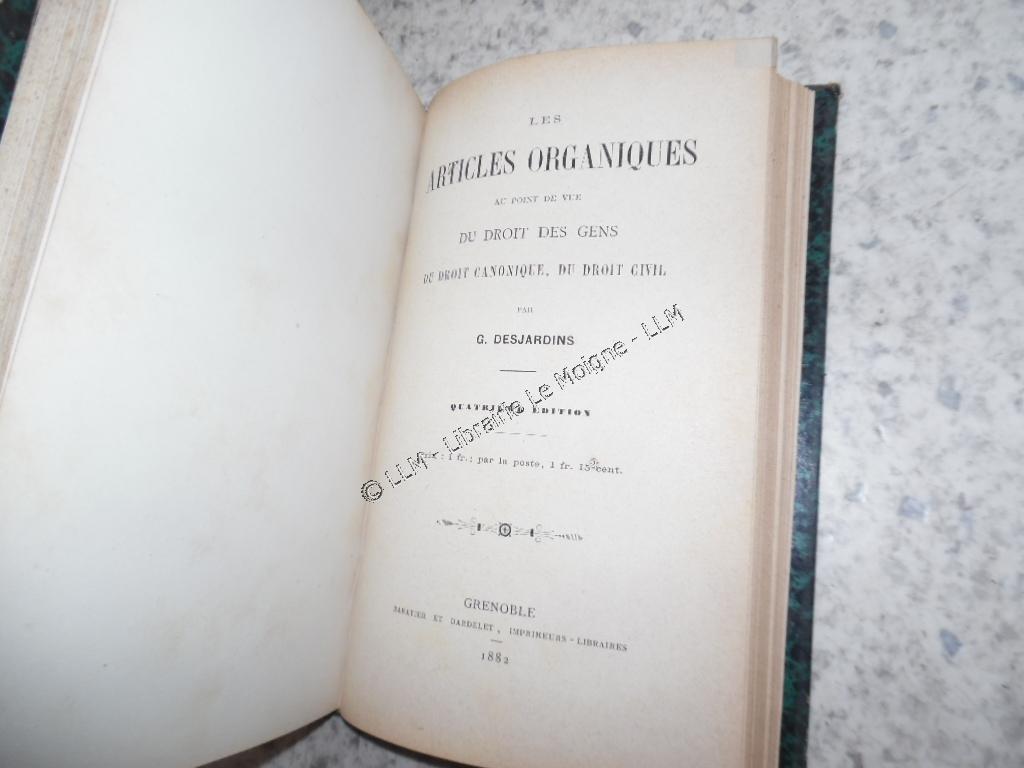 LES
ARTICLES ORGANIQUES
AU POINT DE VUE
DU DROIT DES GENS
DU DROIT CANONIQUE, DU DROIT CIVIL
PAR
G. DESJARDINS
QUATRIÈME ÉDITION
Prix : 1 fr.; par la poste, 1 fr. 15 cent.
GRENOBLE
BARATIER ET DARDELET, IMPRIMEURS-LIBRAIRES
1882
© LLM - Librairie Le Moigne - LLM